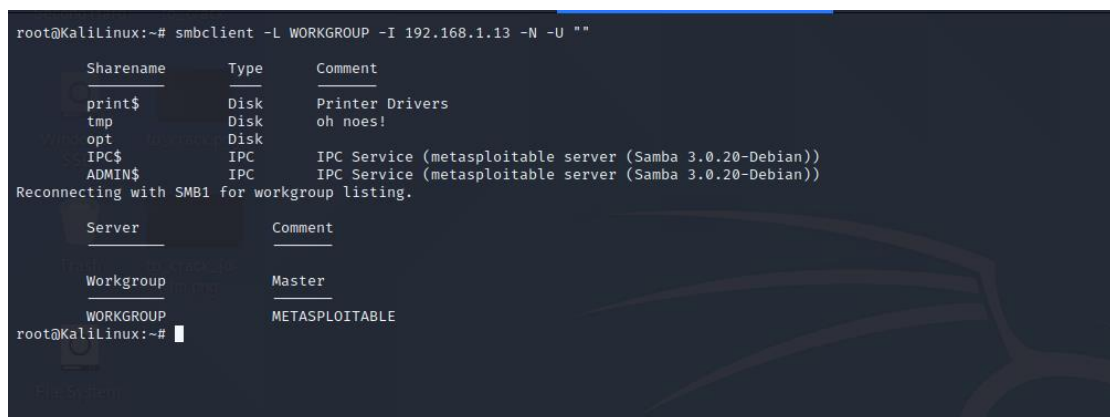 root@KaliLinux:~# smbclient -L WORKGROUP -I 192.168.1.13 -N -U ""
Sharename Type Comment
print$ Disk Printer Drivers
tmp Disk oh noes!
opt Disk
IPC$ IPC IPC Service (metasploitable server (Samba 3.0.20-Debian))
ADMIN$ IPC IPC Service (metasploitable server (Samba 3.0.20-Debian))
Reconnecting with SMB1 for workgroup listing.
Server Comment
Workgroup Master
WORKGROUP METASPLOITABLE
root@KaliLinux:~#
File System